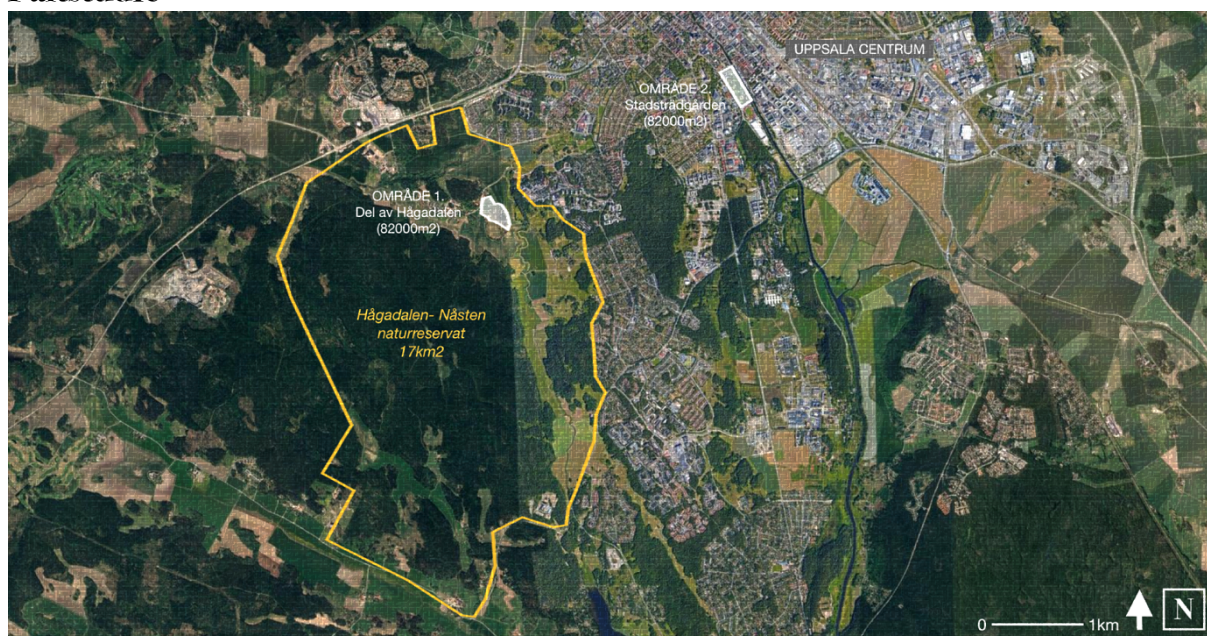 UPPSALA CENTRUM
OMRÅDE 2.
Stadsträdgården
(82000m2)
OMRÅDE 1.
Del av Hågadalen
(82000m2)
Hågadalen- Nåsten
naturreservat
17km2
0
1km
N